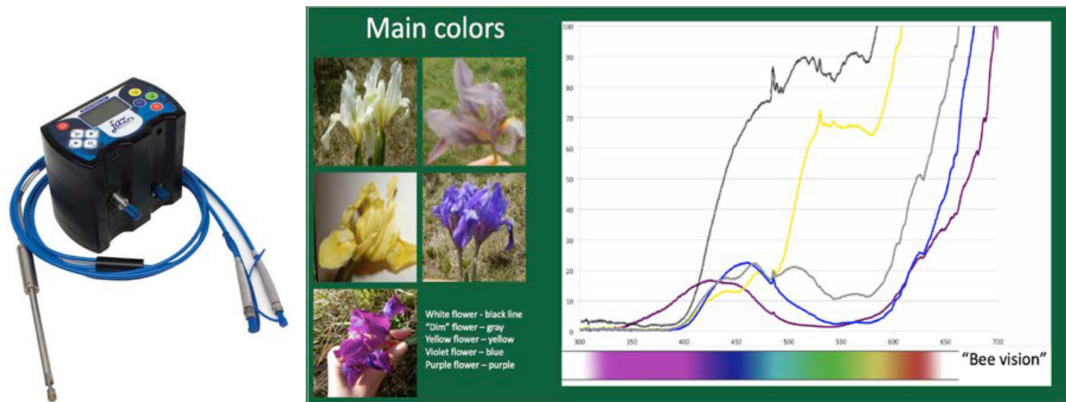 jaz
Main colors
White flower - black line
“Dim” flower – gray
Yellow flower – yellow
Violet flower – blue
Purple flower – purple
100
90
80
70
60
50
40
30
20
10
0
300
350
400
450
500
550
600
650
700
“Bee vision”